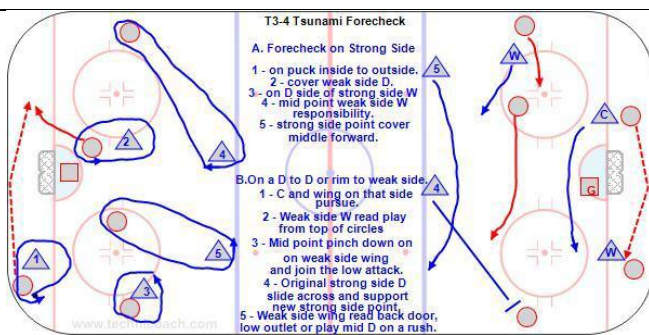 T3-4 Tsunami Forecheck
A. Forecheck on Strong Side
1 - on puck inside to outside.
2 - cover weak side D.
3 - on D side of strong side W
4 - mid point weak side W
responsibility.
5 - strong side point cover
middle forward.
B.On a D to D or rim to weak side.
1 - C and wing on that side
pursue.
2 - Weak side W read play
from top of circles
3 - Mid point pinch down on
on weak side wing
and join the low attack.
4 - Original strong side D
slide across and support
new strong side point.
5 - Weak side wing read back door,
low outlet or play mid D on a rush.
2
4
1
5
3
5
W
C
4
G
W